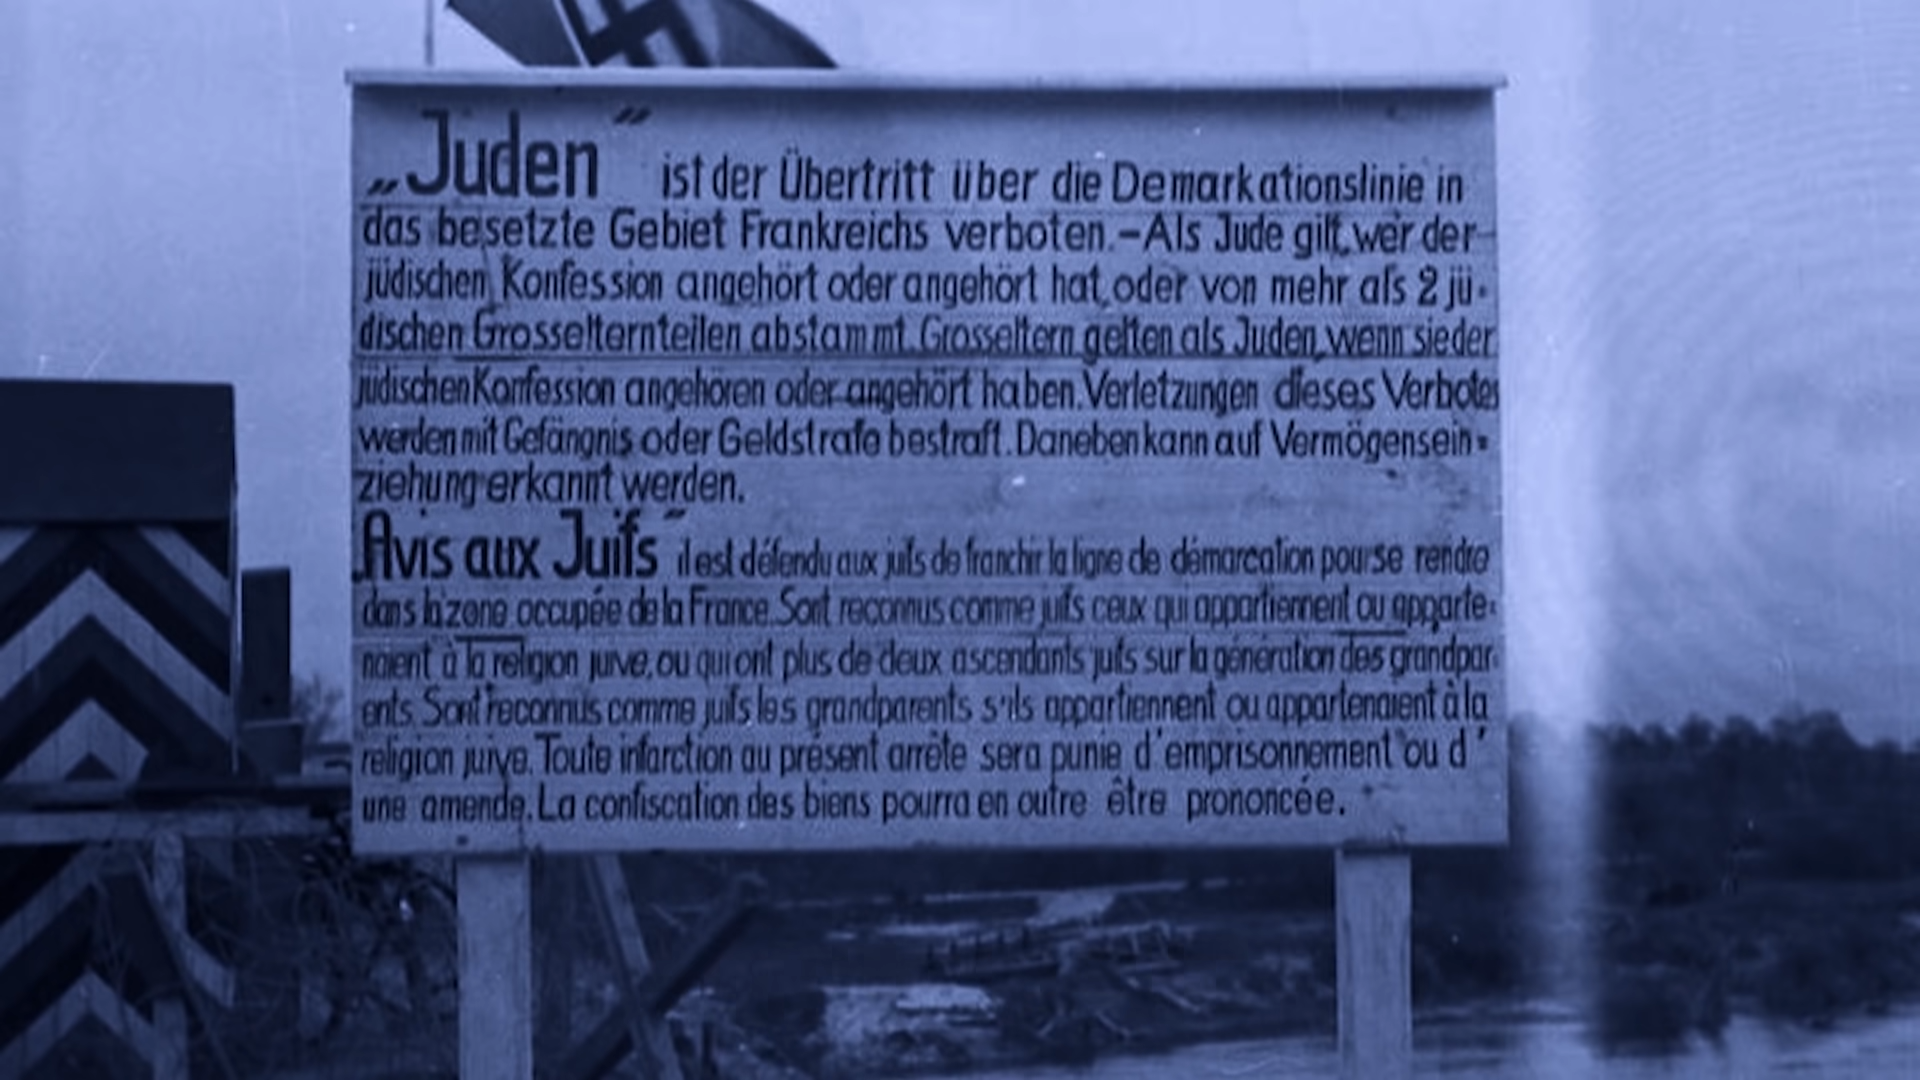 „Juden“ ist der Übertritt über die Demarkationslinie in
das besetzte Gebiet Frankreichs verboten.–Als Jude gilt, wer der
jüdischen Konfession angehört oder angehört hat, oder von mehr als 2 jü-
dischen Grosselternteilen abstammt. Grosseltern gelten als Juden, wenn sie der
jüdischen Konfession angehören oder angehört haben. Verletzungen dieses Verbotes
werden mit Gefängnis oder Geldstrafe bestraft. Daneben kann auf Vermögensein=
ziehung erkannt werden.
„Avis aux Juifs“ il est défendu aux juifs de franchir la ligne de démarcation pour se rendre
dans la zone occupée de la France. Sont reconnus comme juifs ceux qui appartiennent ou apparte=
naient à la religion juive, ou qui ont plus de deux ascendants juifs sur la génération des grandpar=
ents. Sont reconnus comme juifs les grandparents s'ils appartiennent ou appartenaient à la
religion juive. Toute infarction au présent arrête sera punie d'emprisonnement ou d'
une amende. La confiscation des biens pourra en outre être prononcée.